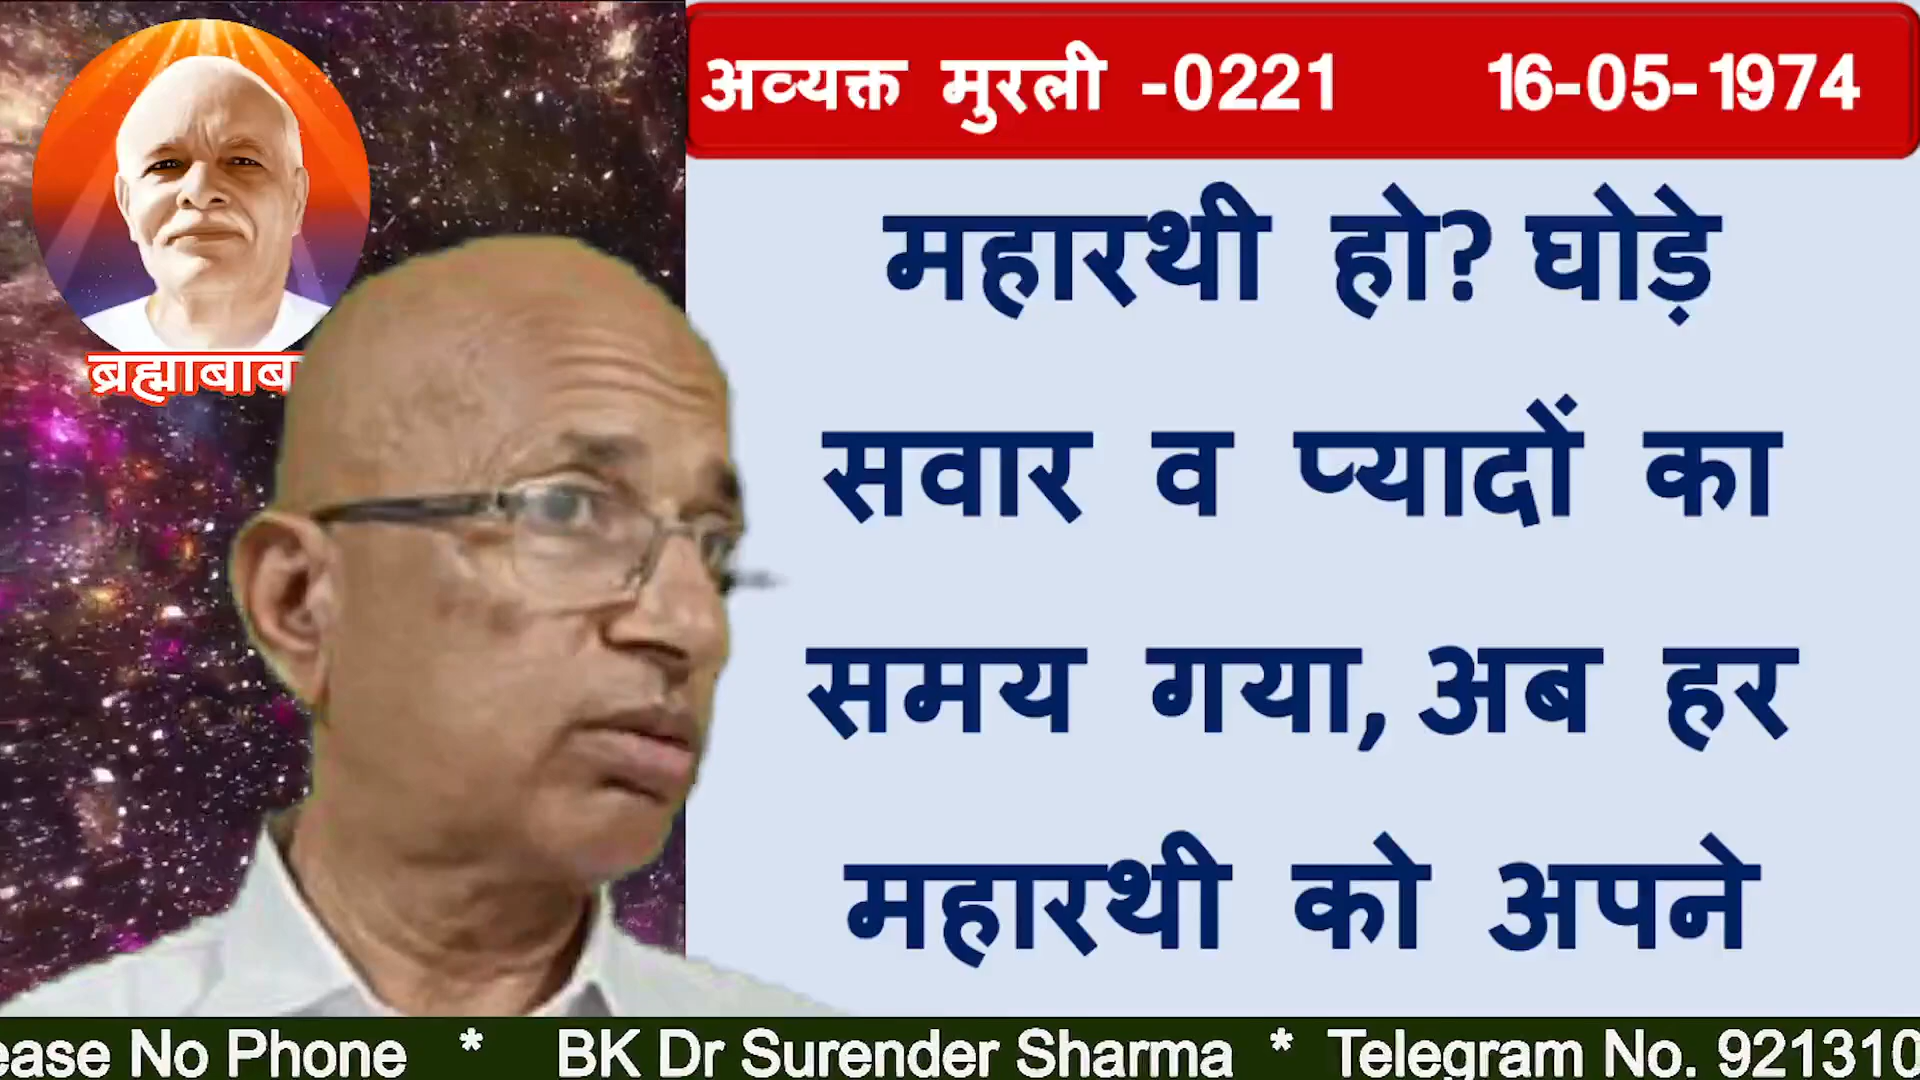 अव्यक्त मुरली -0221 16-05-1974
महारथी हो? घोड़े
सवार व प्यादों का
समय गया, अब हर
महारथी को अपने
ब्रह्माबाब
ease No Phone * BK Dr Surender Sharma * Telegram No. 921310